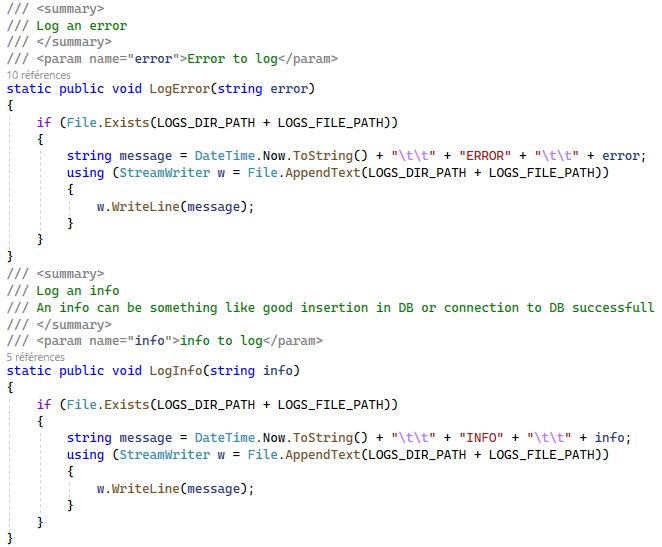 /// <summary>
/// Log an error
/// </summary>
/// <param name="error">Error to log</param>
10 références
static public void LogError(string error)
{
    if (File.Exists(LOGS_DIR_PATH + LOGS_FILE_PATH))
    {
        string message = DateTime.Now.ToString() + "\t\t" + "ERROR" + "\t\t" + error;
        using (StreamWriter w = File.AppendText(LOGS_DIR_PATH + LOGS_FILE_PATH))
        {
            w.WriteLine(message);
        }
    }
}
/// <summary>
/// Log an info
/// An info can be something like good insertion in DB or connection to DB successfull
/// </summary>
/// <param name="info">info to log</param>
5 références
static public void LogInfo(string info)
{
    if (File.Exists(LOGS_DIR_PATH + LOGS_FILE_PATH))
    {
        string message = DateTime.Now.ToString() + "\t\t" + "INFO" + "\t\t" + info;
        using (StreamWriter w = File.AppendText(LOGS_DIR_PATH + LOGS_FILE_PATH))
        {
            w.WriteLine(message);
        }
    }
}